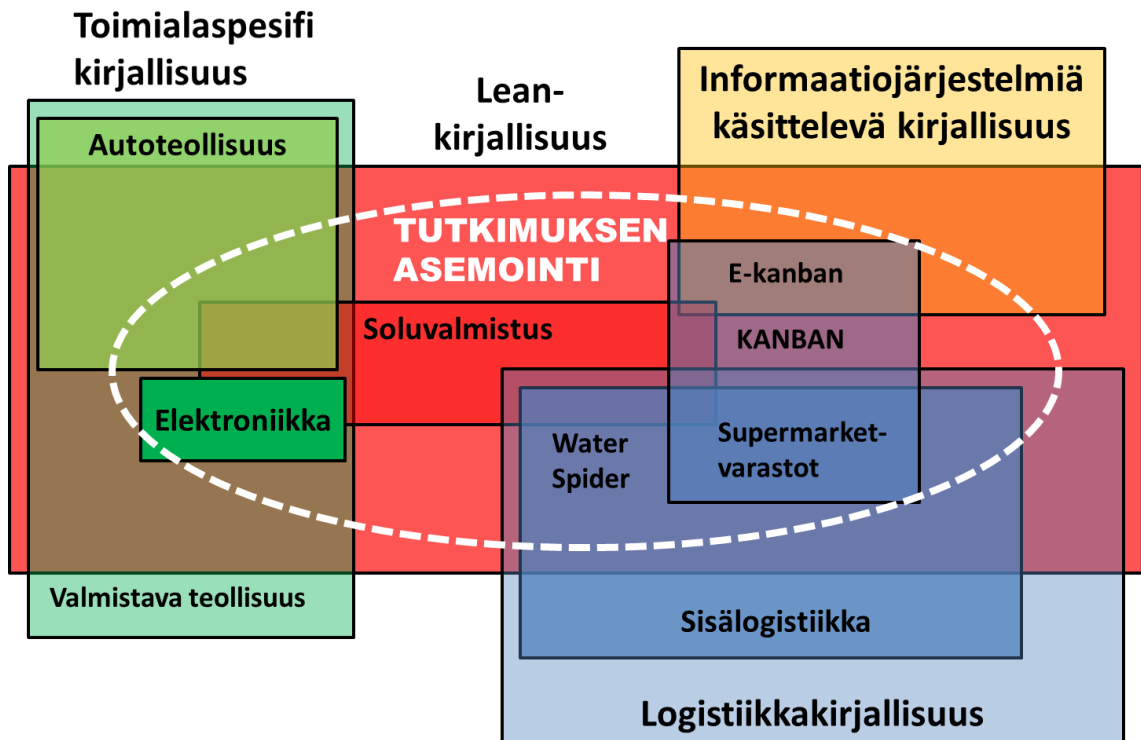 Toimialaspesifi
kirjallisuus
Lean-
kirjallisuus
Informaatiojärjestelmiä
käsittelevä kirjallisuus
Autoteollisuus
TUTKIMUKSEN
ASEMOINTI
E-kanban
Soluvalmistus
KANBAN
Elektroniikka
Water
Spider
Supermarket-
varastot
Valmistava teollisuus
Sisälogistiikka
Logistiikkakirjallisuus